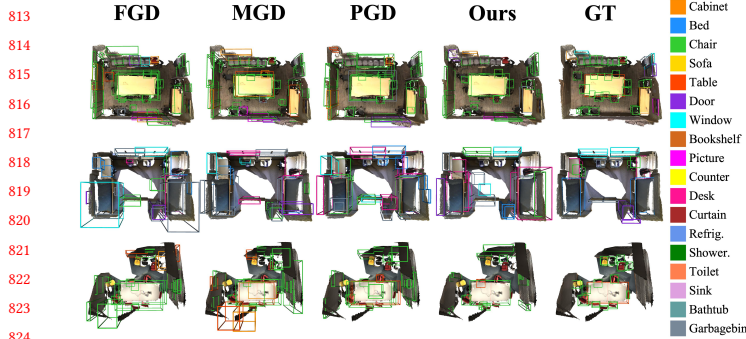 FGD MGD PGD Ours GT
813
814
815
816
817
818
819
820
821
822
823
824
Cabinet
Bed
Chair
Sofa
Table
Door
Window
Bookshelf
Picture
Counter
Desk
Curtain
Refrig.
Shower.
Toilet
Sink
Bathtub
Garbagebin